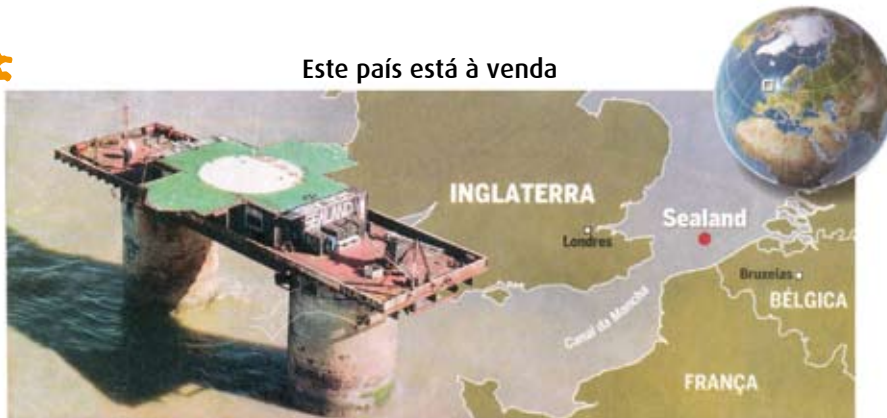 Este país está à venda
INGLATERRA
Londres
Sealand
Bruxelas
BÉLGICA
Canal da Mancha
FRANÇA